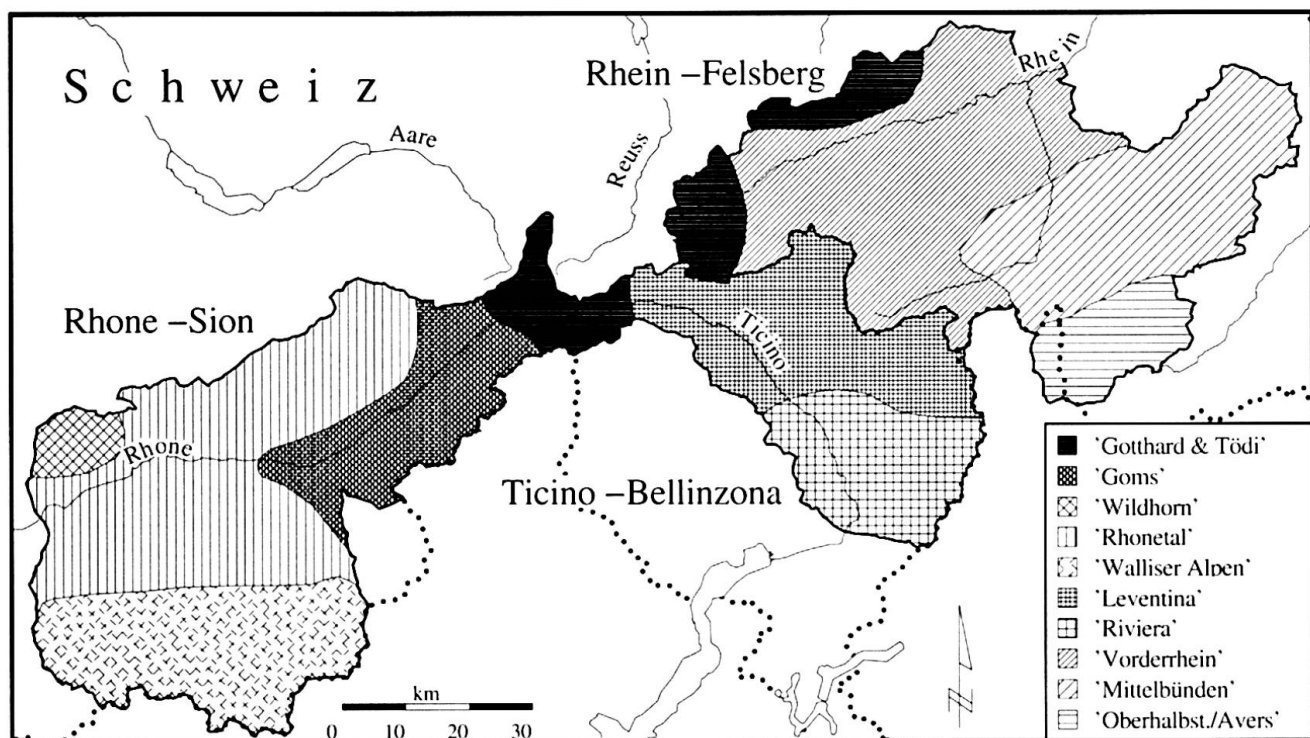 Schweiz
Rhein –Felsberg
Rhein
Aare
Reuss
Rhone –Sion
Ticino
Rhone
Ticino –Bellinzona
km
0 10 20 30
N
'Gotthard & Tödi'
'Goms'
'Wildhorn'
'Rhonetal'
'Walliser Alpen'
'Leventina'
'Riviera'
'Vorderrhein'
'Mittelbünden'
'Oberhalbst./Avers'